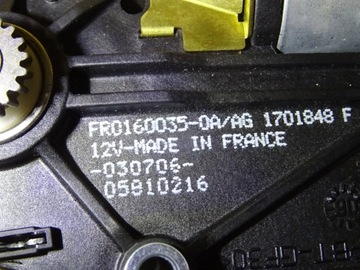 FR0160035-0A/AG 1701848 F
12V-MADE IN FRANCE
-030706-
05810216